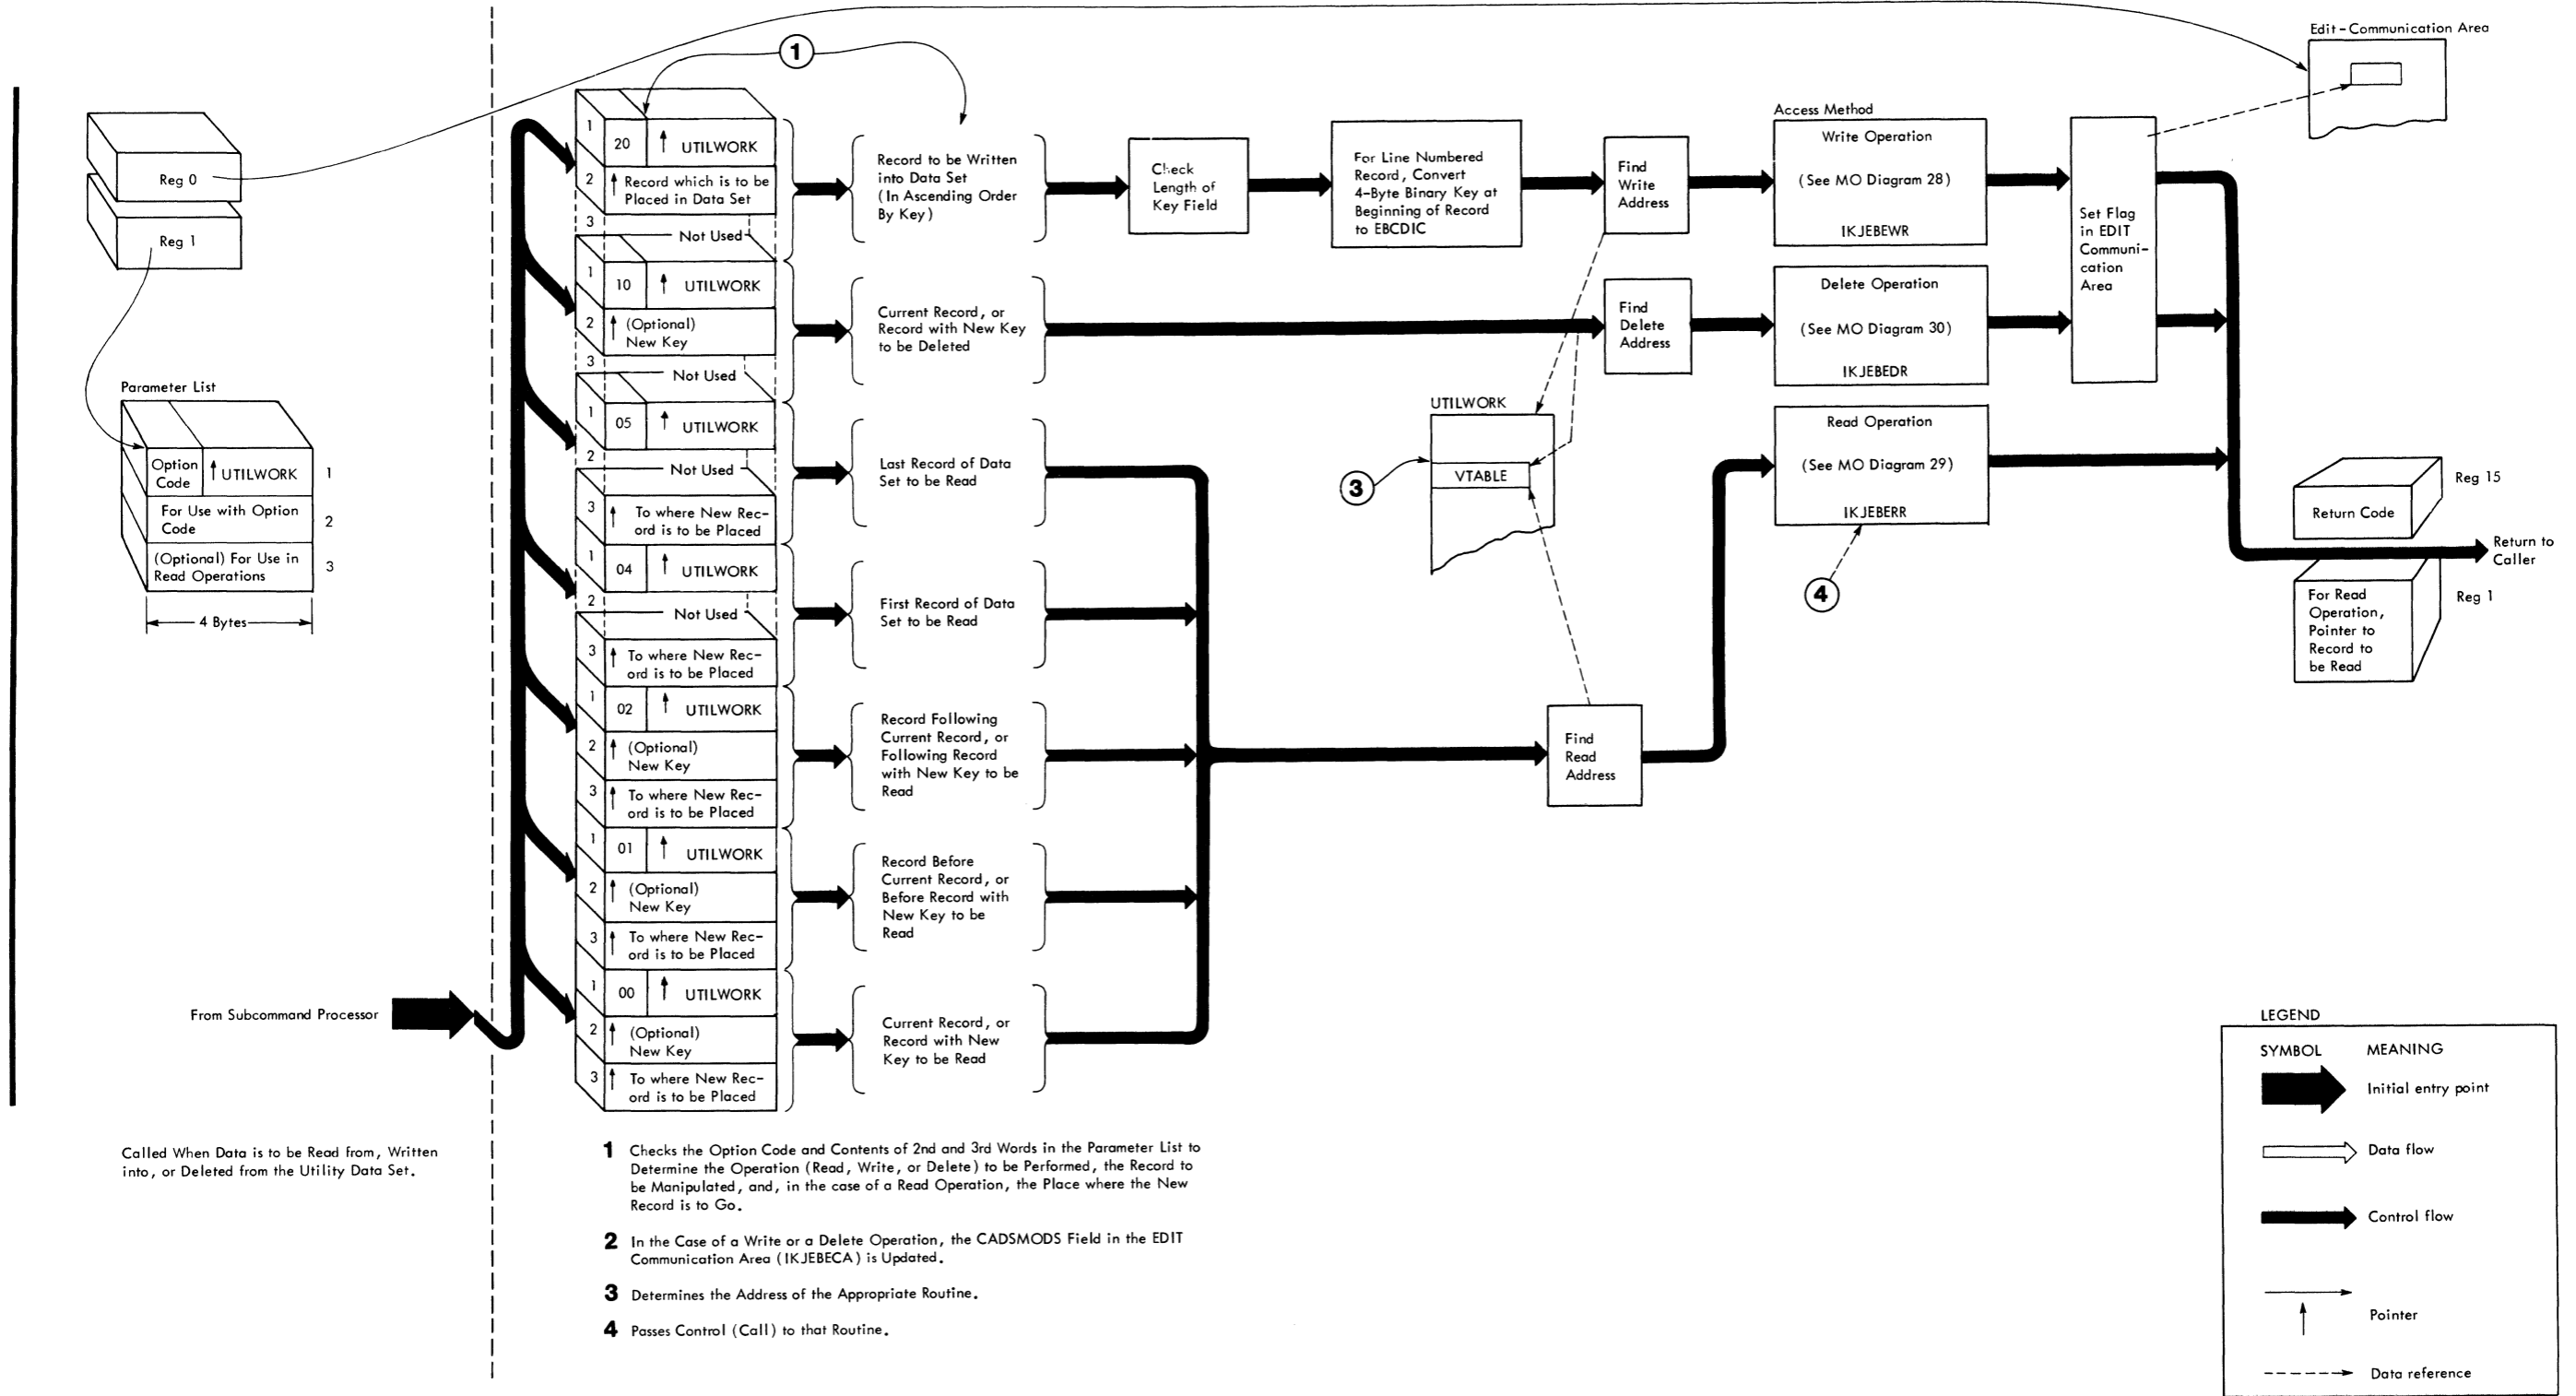 1
Edit-Communication Area
Reg 0
Reg 1
Parameter List
Option
Code
UTILWORK
1
For Use with Option
Code
2
(Optional) For Use in
Read Operations
3
4 Bytes
From Subcommand Processor
Called When Data is to be Read from, Written
into, or Deleted from the Utility Data Set.
1
20
UTILWORK
2
Record which is to be
Placed in Data Set
3
Not Used
1
10
UTILWORK
2
(Optional)
New Key
3
Not Used
1
05
UTILWORK
2
Not Used
3
To where New Rec-
ord is to be Placed
1
04
UTILWORK
2
Not Used
3
To where New Rec-
ord is to be Placed
1
02
UTILWORK
2
(Optional)
New Key
3
To where New Rec-
ord is to be Placed
1
01
UTILWORK
2
(Optional)
New Key
3
To where New Rec-
ord is to be Placed
1
00
UTILWORK
2
(Optional)
New Key
3
To where New Rec-
ord is to be Placed
Record to be Written
into Data Set
(In Ascending Order
By Key)
Current Record, or
Record with New Key
to be Deleted
Last Record of Data
Set to be Read
First Record of Data
Set to be Read
Record Following
Current Record, or
Following Record
with New Key to be
Read
Record Before
Current Record, or
Before Record with
New Key to be
Read
Current Record, or
Record with New
Key to be Read
Check
Length of
Key Field
For Line Numbered
Record, Convert
4-Byte Binary Key at
Beginning of Record
to EBCDIC
Find
Write
Address
Find
Delete
Address
UTILWORK
VTABLE
3
Find
Read
Address
Access Method
Write Operation
(See MO Diagram 28)
IKJEBEWR
Delete Operation
(See MO Diagram 30)
IKJEBEDR
Read Operation
(See MO Diagram 29)
IKJEBERR
4
Set Flag
in EDIT
Communi-
cation
Area
Reg 15
Return Code
Return to
Caller
For Read
Operation,
Pointer to
Record to
be Read
Reg 1
1 Checks the Option Code and Contents of 2nd and 3rd Words in the Parameter List to
Determine the Operation (Read, Write, or Delete) to be Performed, the Record to
be Manipulated, and, in the case of a Read Operation, the Place where the New
Record is to Go.
2 In the Case of a Write or a Delete Operation, the CADSMODS Field in the EDIT
Communication Area (IKJEBECA) is Updated.
3 Determines the Address of the Appropriate Routine.
4 Passes Control (Call) to that Routine.
LEGEND
SYMBOL MEANING
Initial entry point
Data flow
Control flow
Pointer
Data reference